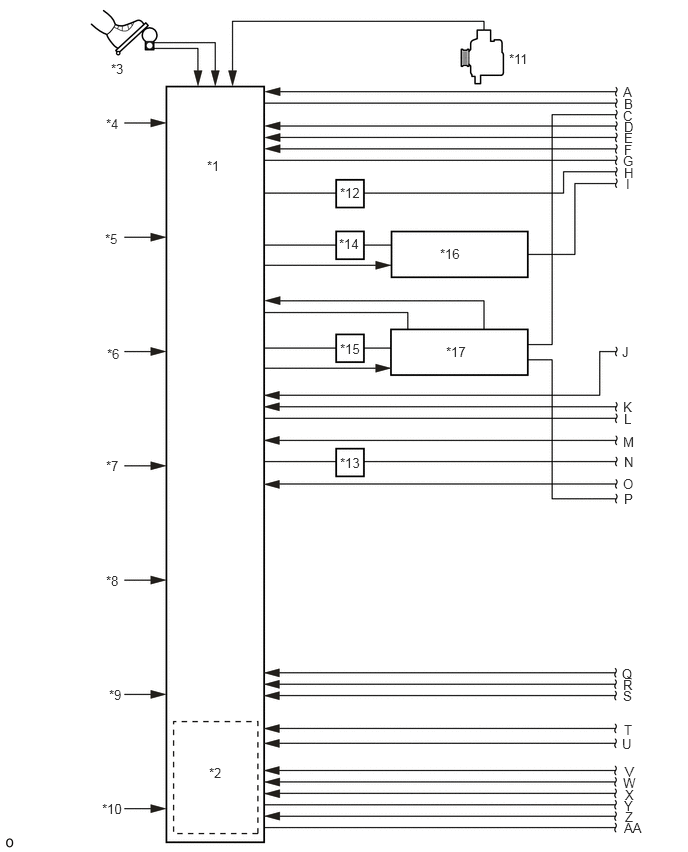 *3
*11
A
B
C
*4
D
E
F
*1
G
H
*12
I
*5
*14
*16
*6
*15
*17
J
K
L
M
*7
*13
N
O
P
*8
Q
R
*9
S
T
U
*2
V
W
X
*10
Y
Z
AA
o